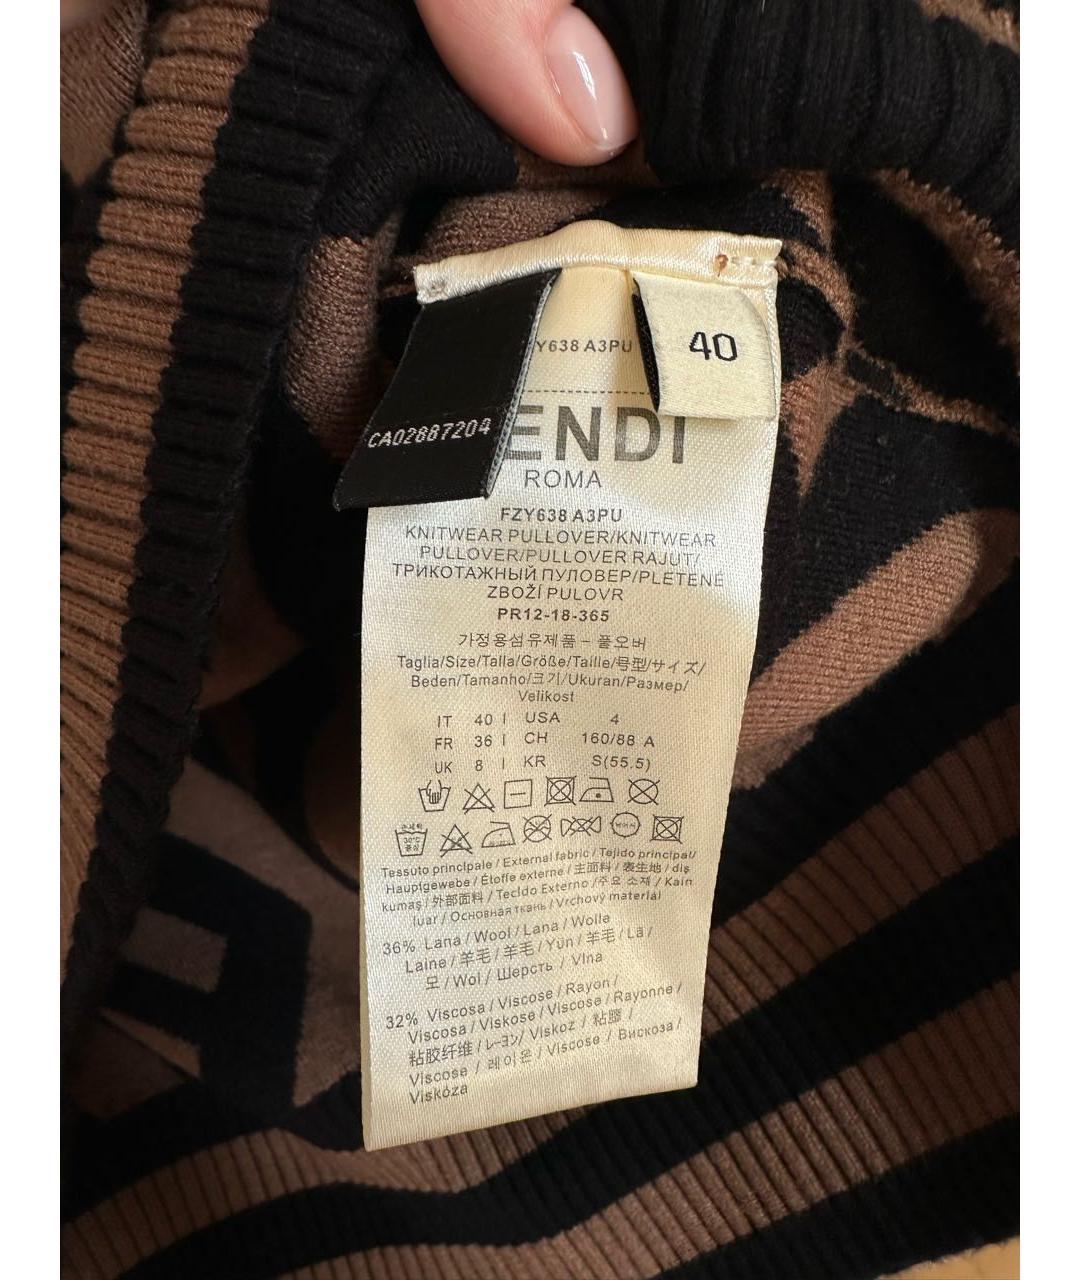 Y638 A3PU
40
CA02887204
ENDI
ROMA
FZY638 A3PU
KNITWEAR PULLOVER/KNITWEAR
PULLOVER/PULLOVER RAJUT/
ТРИКОТАЖНЫЙ ПУЛОВЕР/PLETENÉ
ZBOŽÍ PULOVR
PR12-18-365
가정용섬유제품 - 풀오버
Taglia/Size/Talla/Größe/Taille/号型/サイズ/
Beden/Tamanho/크기/Ukuran/Размер/
Velikost
IT 40 I USA 4
FR 36 I CH 160/88 A
UK 8 I KR S(55.5)
30℃
중성
Tessuto principale / External fabric / Tejido principal/
Hauptgewebe / Étoffe externe / 主面料 / 表生地 / diş
kumaş / 外部面料 / Tecido Externo /주요 소재 / Kain
luar / Основная ткань / Vrchový materiál
36% Lana / Wool / Lana / Wolle
Laine / 羊毛 / 羊毛 / Yün / 羊毛 / Lã /
모 / Wol / Шерсть / Vlna
32% Viscosa / Viscose / Rayon /
Viscosa / Viskose / Viscose / Rayonne /
粘胶纤维 / レーヨン / Viskoz / 粘膠 /
Viscose / 레이온 / Viscose / Вискоза /
Viskóza